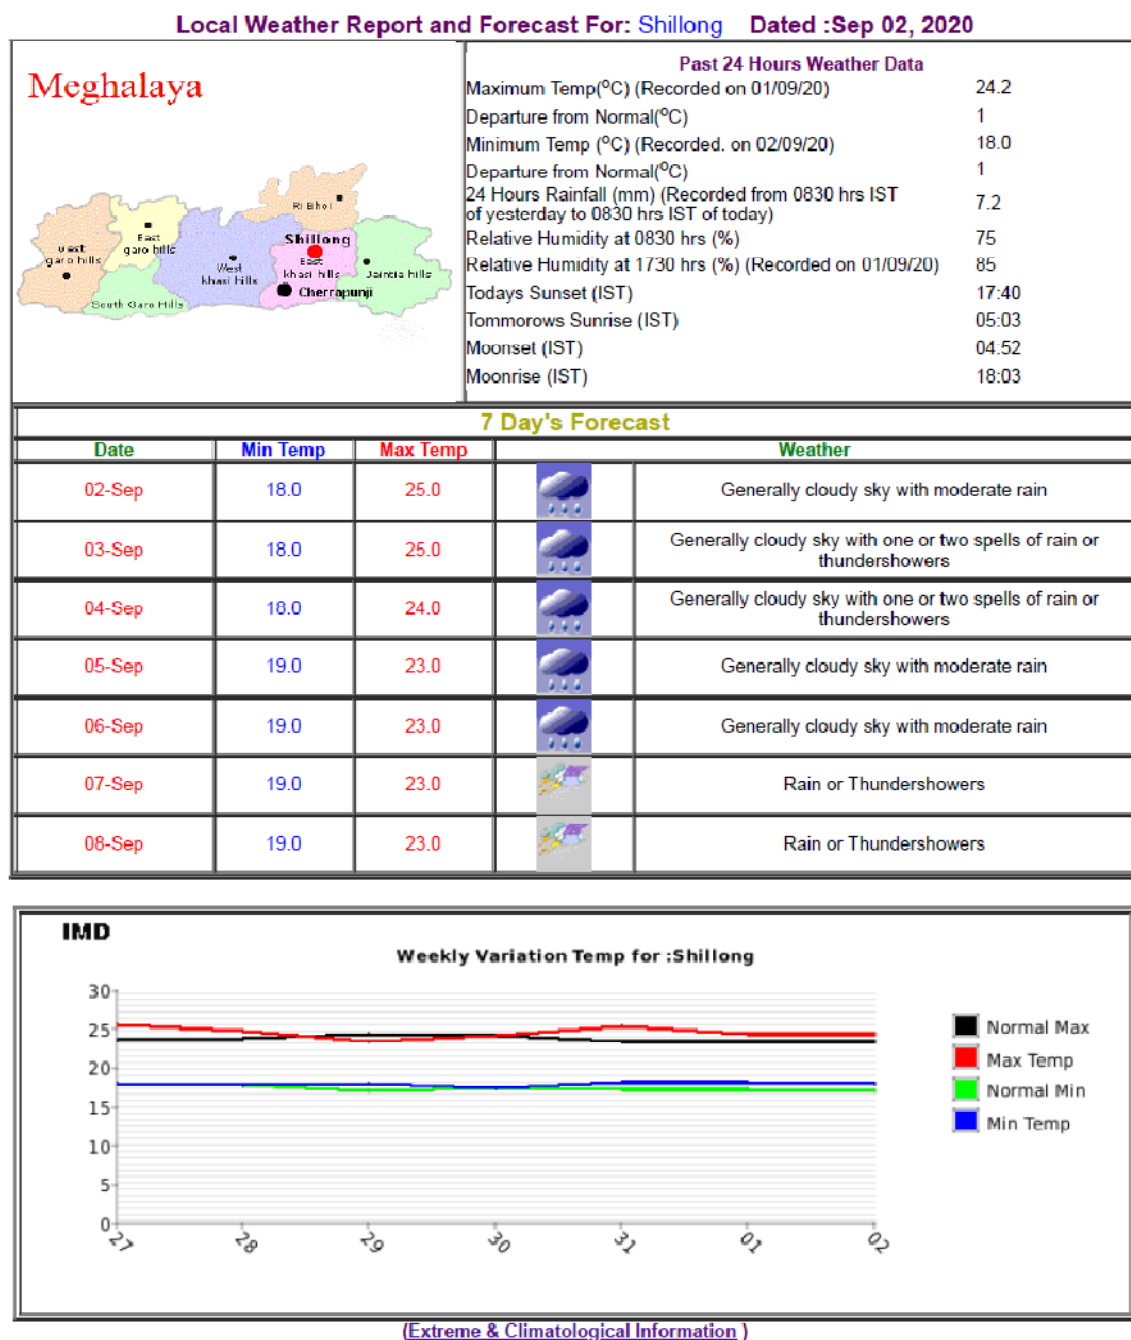 Local Weather Report and Forecast For: Shillong Dated :Sep 02, 2020
Meghalaya
Ri Bhoi
East
garo hills
West
garo hills
South Garo Hills
West
khasi hills
Shillong
East
khasi hills
Jaintia hills
Cherrapunji
Past 24 Hours Weather Data
Maximum Temp(°C) (Recorded on 01/09/20) 24.2
Departure from Normal(°C) 1
Minimum Temp (°C) (Recorded. on 02/09/20) 18.0
Departure from Normal(°C) 1
24 Hours Rainfall (mm) (Recorded from 0830 hrs IST
of yesterday to 0830 hrs IST of today) 7.2
Relative Humidity at 0830 hrs (%) 75
Relative Humidity at 1730 hrs (%) (Recorded on 01/09/20) 85
Todays Sunset (IST) 17:40
Tommorows Sunrise (IST) 05:03
Moonset (IST) 04:52
Moonrise (IST) 18:03
7 Day's Forecast
Date Min Temp Max Temp Weather
02-Sep 18.0 25.0 Generally cloudy sky with moderate rain
03-Sep 18.0 25.0 Generally cloudy sky with one or two spells of rain or
thundershowers
04-Sep 18.0 24.0 Generally cloudy sky with one or two spells of rain or
thundershowers
05-Sep 19.0 23.0 Generally cloudy sky with moderate rain
06-Sep 19.0 23.0 Generally cloudy sky with moderate rain
07-Sep 19.0 23.0 Rain or Thundershowers
08-Sep 19.0 23.0 Rain or Thundershowers
IMD
Weekly Variation Temp for :Shillong
30
25
20
15
10
5
0
27 28 29 30 31 01 02
Normal Max
Max Temp
Normal Min
Min Temp
(Extreme & Climatological Information )